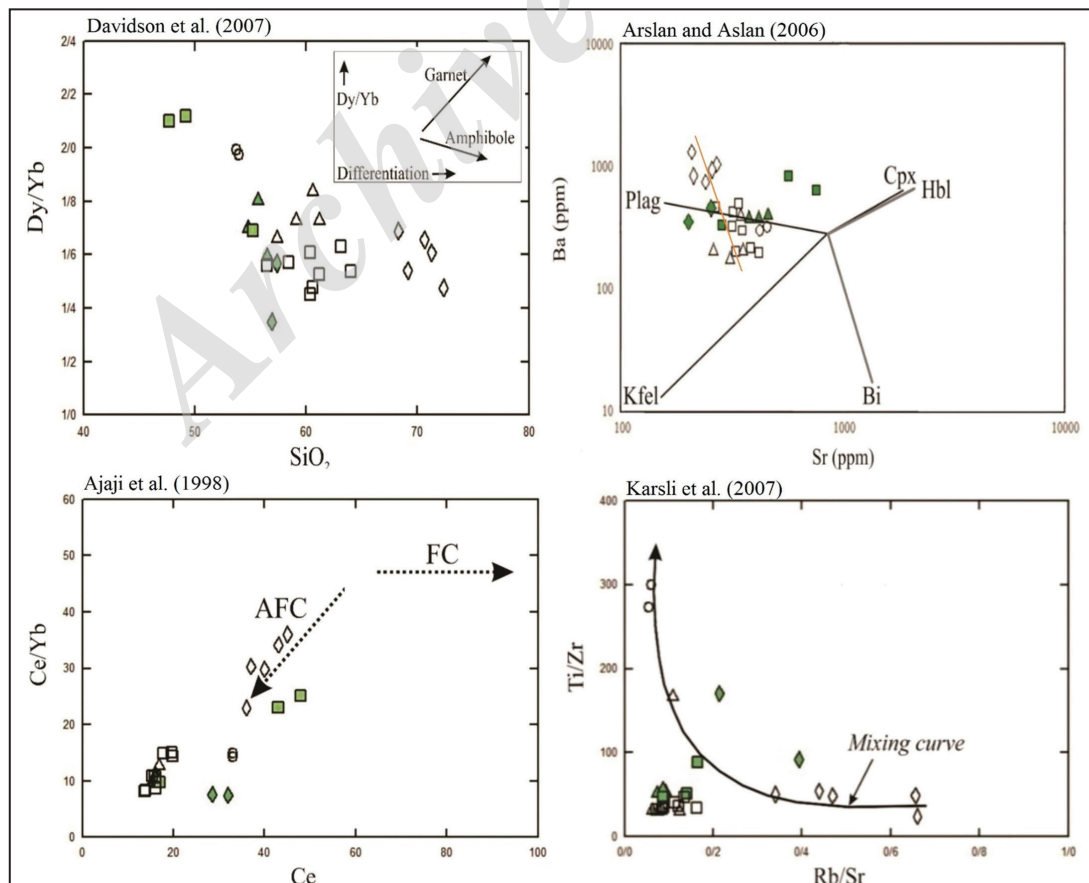 Davidson et al. (2007)
2/4
2/2
2/0
1/8
1/6
1/4
1/2
1/0
Dy/Yb
40
50
60
70
80
SiO₂
Dy/Yb
Garnet
Amphibole
Differentiation
Arslan and Aslan (2006)
10000
1000
100
10
Ba (ppm)
Plag
Cpx
Hbl
Kfel
Bi
100
1000
10000
Sr (ppm)
Ajaji et al. (1998)
60
50
40
30
20
10
0
Ce/Yb
FC
AFC
0
20
40
60
80
100
Ce
Karsli et al. (2007)
400
300
200
100
0
Ti/Zr
Mixing curve
0/0
0/2
0/4
0/6
0/8
1/0
Rb/Sr
Archive